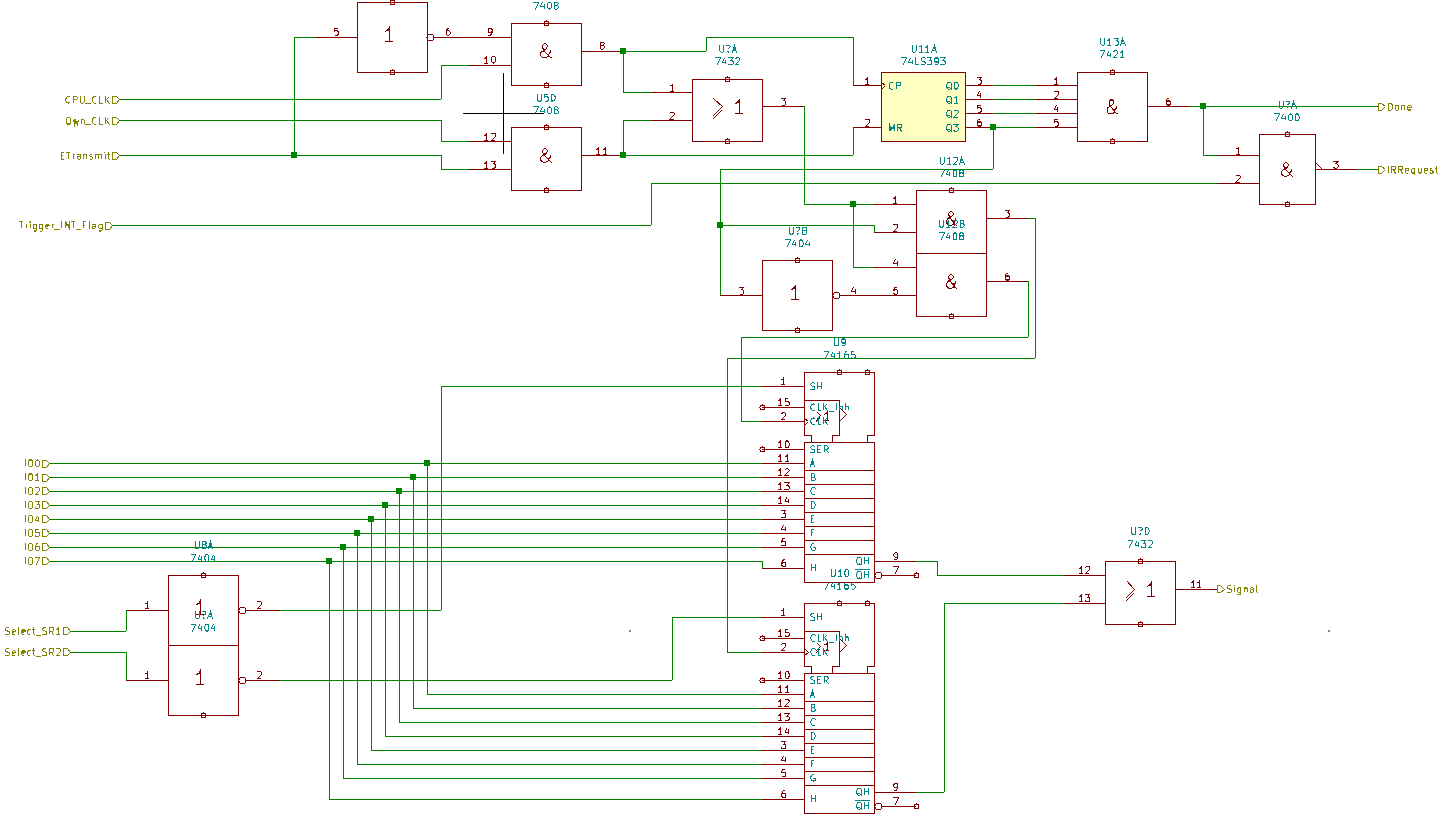 7408
5
1
6
9
10
&
8
U?A
7432
1
2
≥ 1
3
U11A
74LS393
1
CP
2
MR
Q0
3
Q1
4
Q2
5
Q3
6
U13A
7421
1
2
4
5
&
6
Done
CPU_CLK
Own_CLK
ETransmit
U5D
7408
12
13
&
11
U?A
7400
1
2
&
3
IRRequest
Trigger_INT_Flag
U12A
7408
1
2
&
3
U12B
7408
4
5
&
6
U?B
7404
3
1
4
U9
74165
1
SH
15
CLK_Inh
2
CLK
≥1
10
SER
11
A
12
B
13
C
14
D
3
E
4
F
5
G
6
H
QH
9
QH
7
IO0
IO1
IO2
IO3
IO4
IO5
IO6
IO7
U8A
7404
1
1
2
U?A
7404
1
1
2
Select_SR1
Select_SR2
U10
74165
1
SH
15
CLK_Inh
2
CLK
≥1
10
SER
11
A
12
B
13
C
14
D
3
E
4
F
5
G
6
H
QH
9
QH
7
U?D
7432
12
13
≥ 1
11
Signal